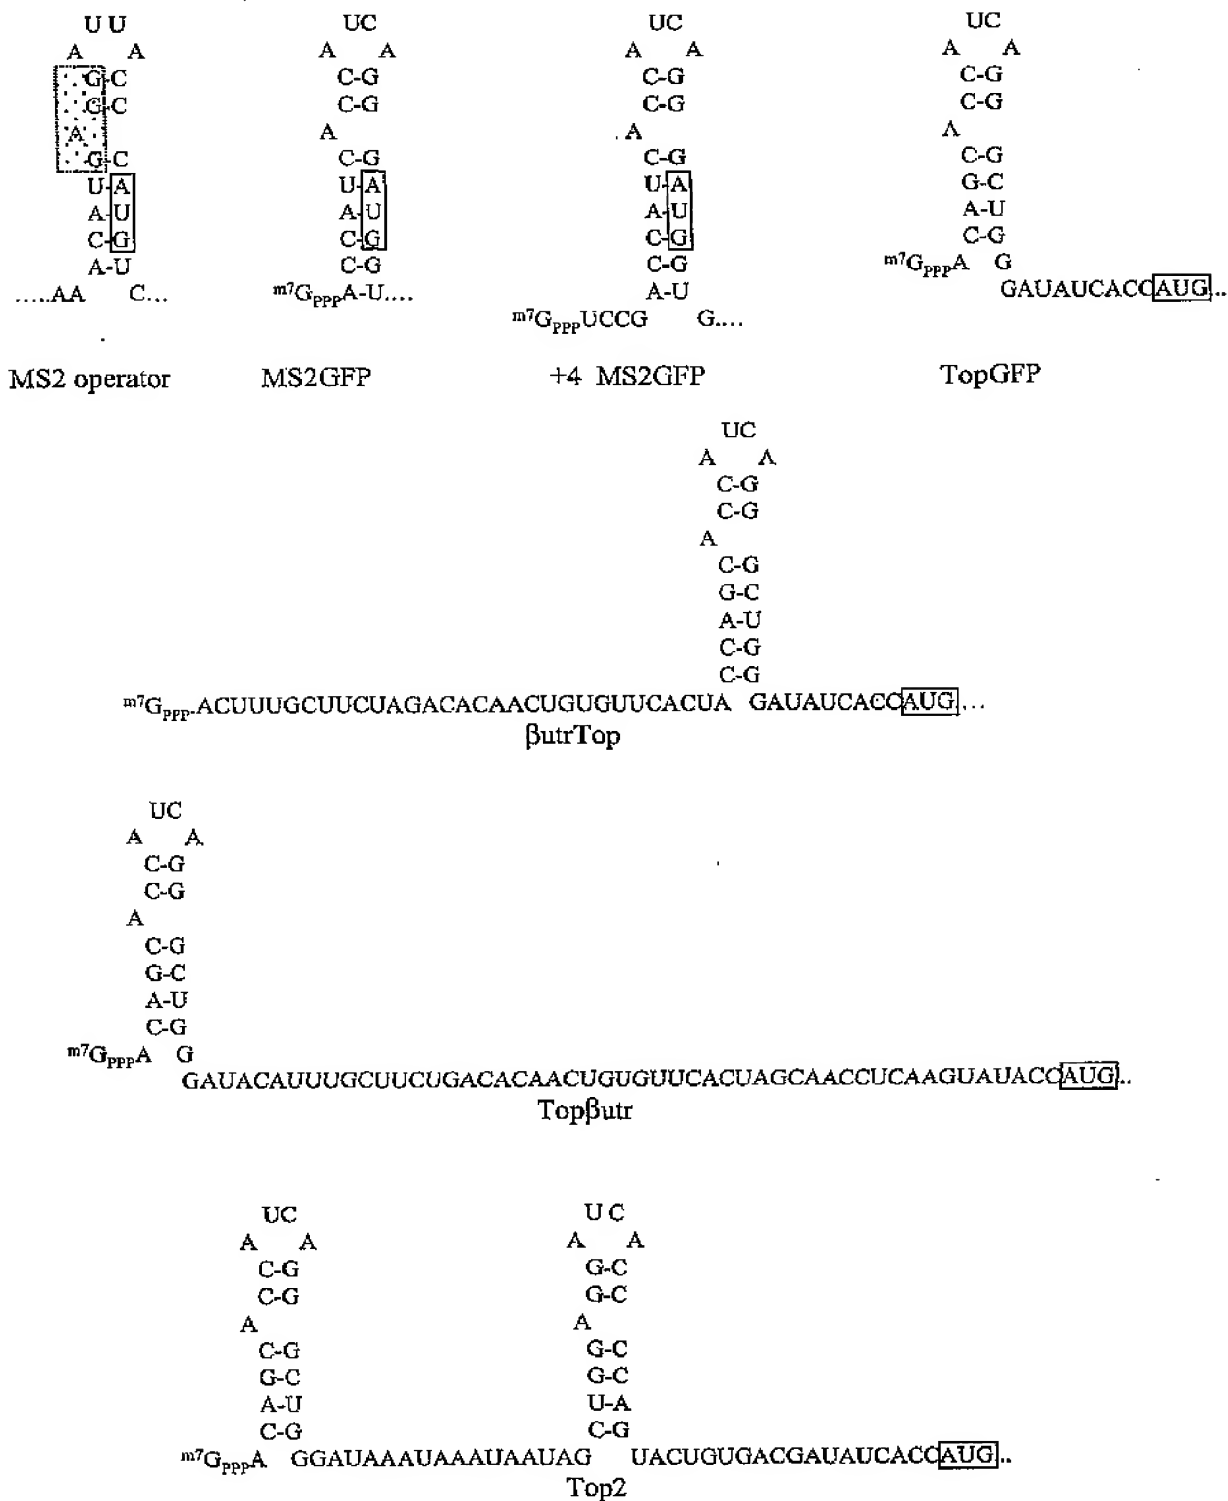 U U
A A
G-C
G-C
A
G-C
U-A
A-U
C-G
A-U
.....AA C...
MS2 operator
UC
A A
C-G
C-G
A
C-G
U-A
A-U
C-G
C-G
m7GPPPA-U....
MS2GFP
UC
A A
C-G
C-G
A
C-G
U-A
A-U
C-G
C-G
A-U
m7GPPPUCCG G....
+4 MS2GFP
UC
A A
C-G
C-G
A
C-G
G-C
A-U
C-G
m7GPPPA G
GAUAUCACCAUG..
TopGFP
UC
A A
C-G
C-G
A
C-G
G-C
A-U
C-G
C-G
m7GPPP-ACUUUGCUUCUAGACACAACUGUGUUCACUA GAUAUCACCAUG...
βutrTop
UC
A A
C-G
C-G
A
C-G
G-C
A-U
C-G
m7GPPPA G
GAUACAUUUGCUUCUGACACAACUGUGUUCACUAGCAACCUCAAGUAUACCAUG..
Topβutr
UC
A A
C-G
C-G
A
C-G
G-C
A-U
C-G
U C
A A
G-C
G-C
A
G-C
G-C
U-A
C-G
m7GPPPA GGAUAAAUAAAUAAUAG UACUGUGACGAUAUCACCAUG..
Top2